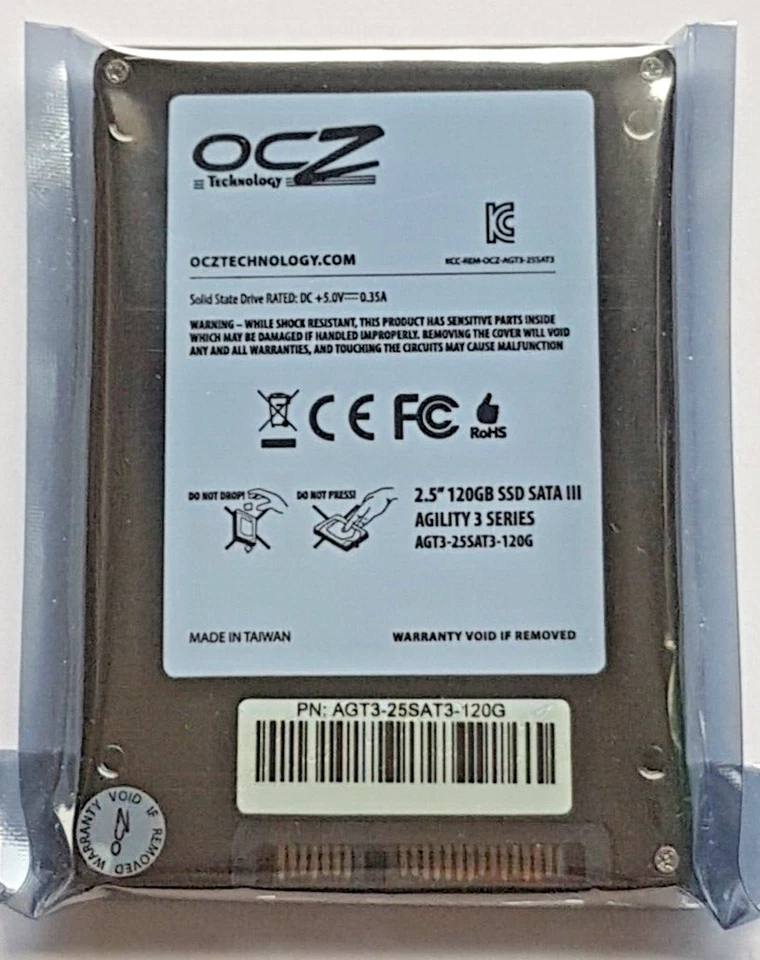 OCZ
Technology
OCZTECHNOLOGY.COM
KCC-REM-OCZ-AGT3-25SAT3
Solid State Drive RATED: DC +5.0V⎓0.35A
WARNING – WHILE SHOCK RESISTANT, THIS PRODUCT HAS SENSITIVE PARTS INSIDE
WHICH MAY BE DAMAGED IF HANDLED IMPROPERLY. REMOVING THE COVER WILL VOID
ANY AND ALL WARRANTIES, AND TOUCHING THE CIRCUITS MAY CAUSE MALFUNCTION
CE FC RoHS
DO NOT DROP! DO NOT PRESS!
2.5" 120GB SSD SATA III
AGILITY 3 SERIES
AGT3-25SAT3-120G
MADE IN TAIWAN WARRANTY VOID IF REMOVED
PN: AGT3-25SAT3-120G
WARRANTY VOID IF REMOVED